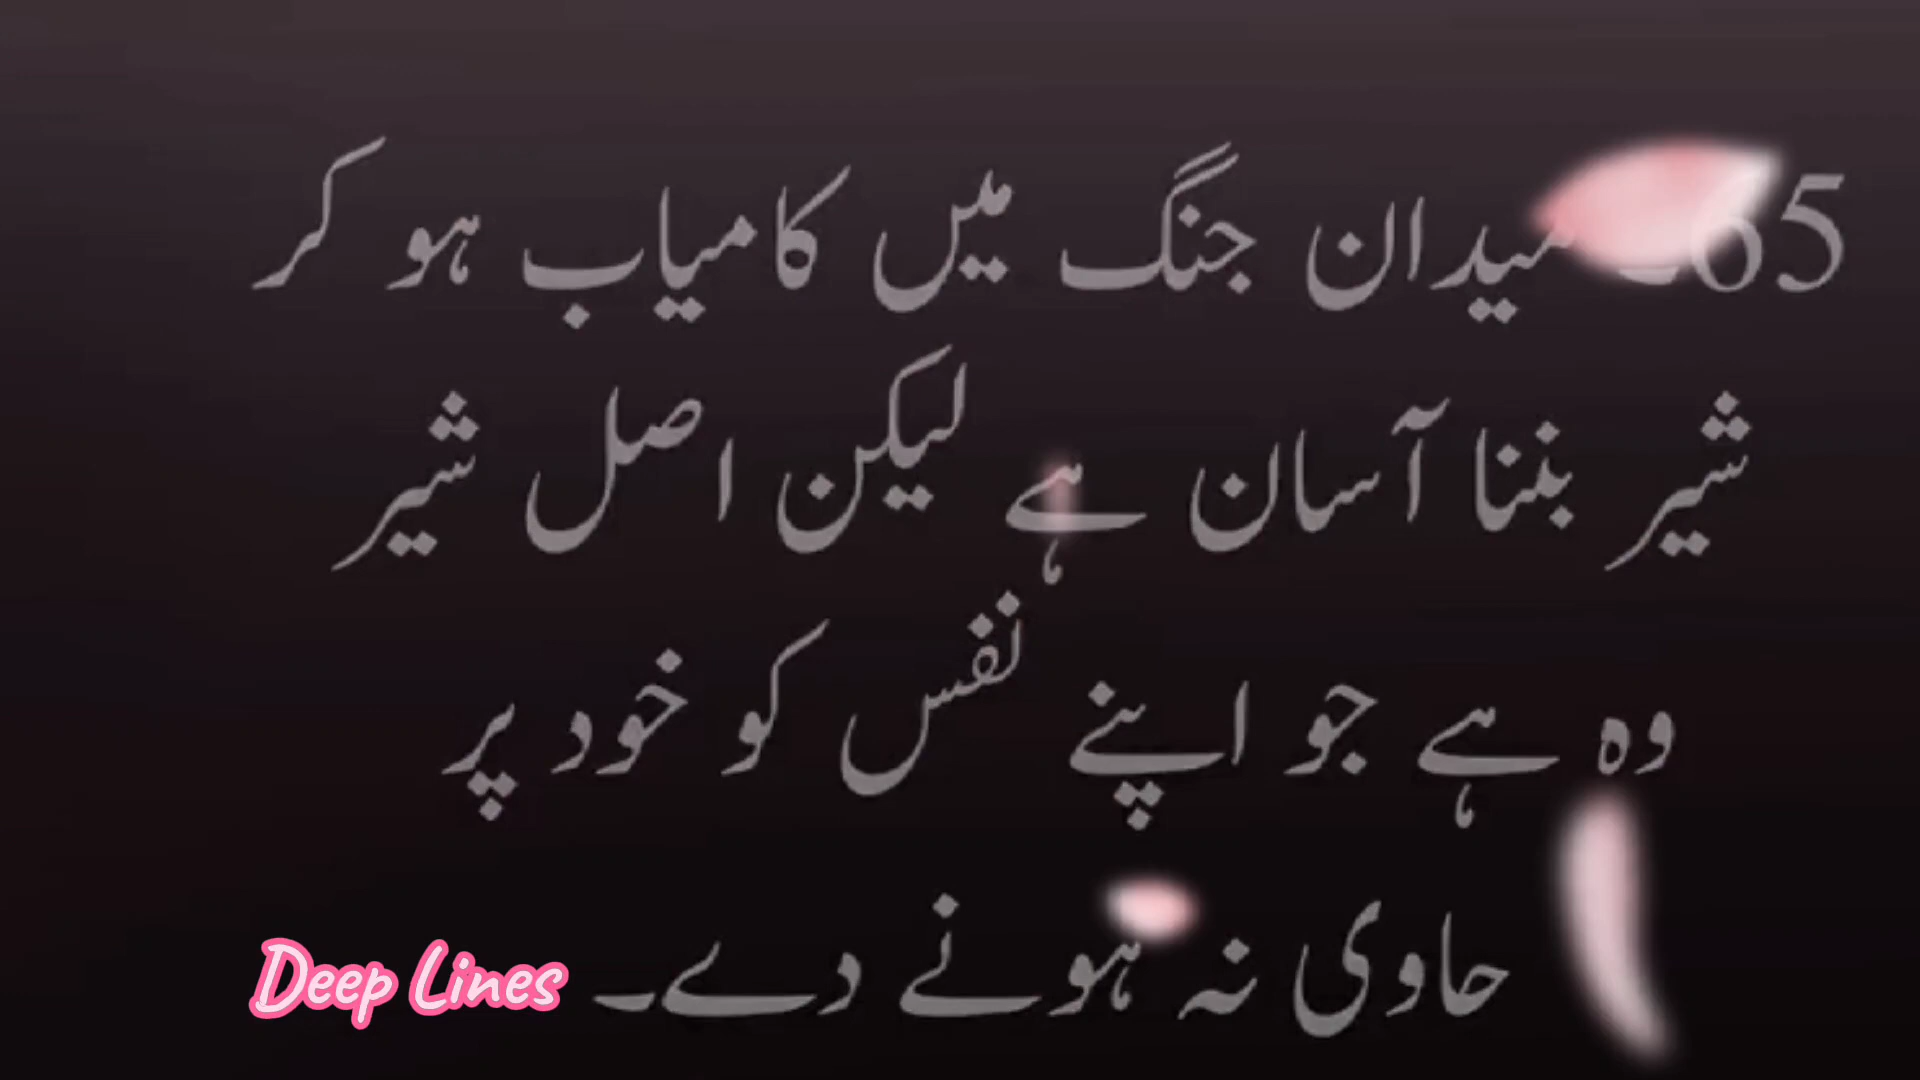 65۔ میدان جنگ میں کامیاب ہو کر
شیر بننا آسان ہے لیکن اصل شیر
وہ ہے جو اپنے نفس کو خود پر
حاوی نہ ہونے دے۔
Deep Lines